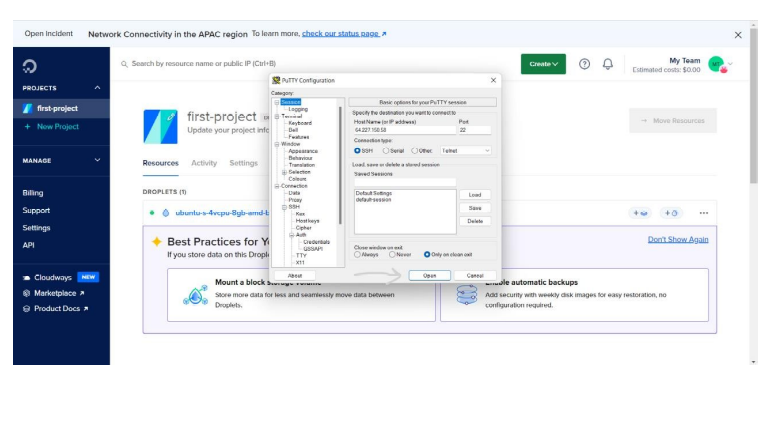 Open Incident Network Connectivity in the APAC region To learn more, check our status page
Search by resource name or public IP (Ctrl+B)
Create
My Team
Estimated costs: $0.00
MT
PROJECTS
first-project
+ New Project
MANAGE
Billing
Support
Settings
API
Cloudways NEW
Marketplace
Product Docs
first-project
Update your project info
→ Move Resources
Resources Activity Settings
DROPLETS (1)
ubuntu-s-4vcpu-8gb-amd-b
Best Practices for Y
Don't Show Again
If you store data on this Drople
Mount a block storage volume
Store more data for less and seamlessly move data between
Droplets.
Enable automatic backups
Add security with weekly disk images for easy restoration, no
configuration required.
PuTTY Configuration
Category:
Session
Logging
Terminal
Keyboard
Bell
Features
Window
Appearance
Behaviour
Translation
Selection
Colours
Connection
Data
Proxy
SSH
Kex
Host keys
Cipher
Auth
Credentials
GSSAPI
TTY
X11
Basic options for your PuTTY session
Specify the destination you want to connect to
Host Name (or IP address) Port
64.227.150.58 22
Connection type:
SSH Serial Other: Telnet
Load, save or delete a stored session
Saved Sessions
Default Settings
default-session
Load
Save
Delete
Close window on exit:
Always Never Only on clean exit
About Open Cancel